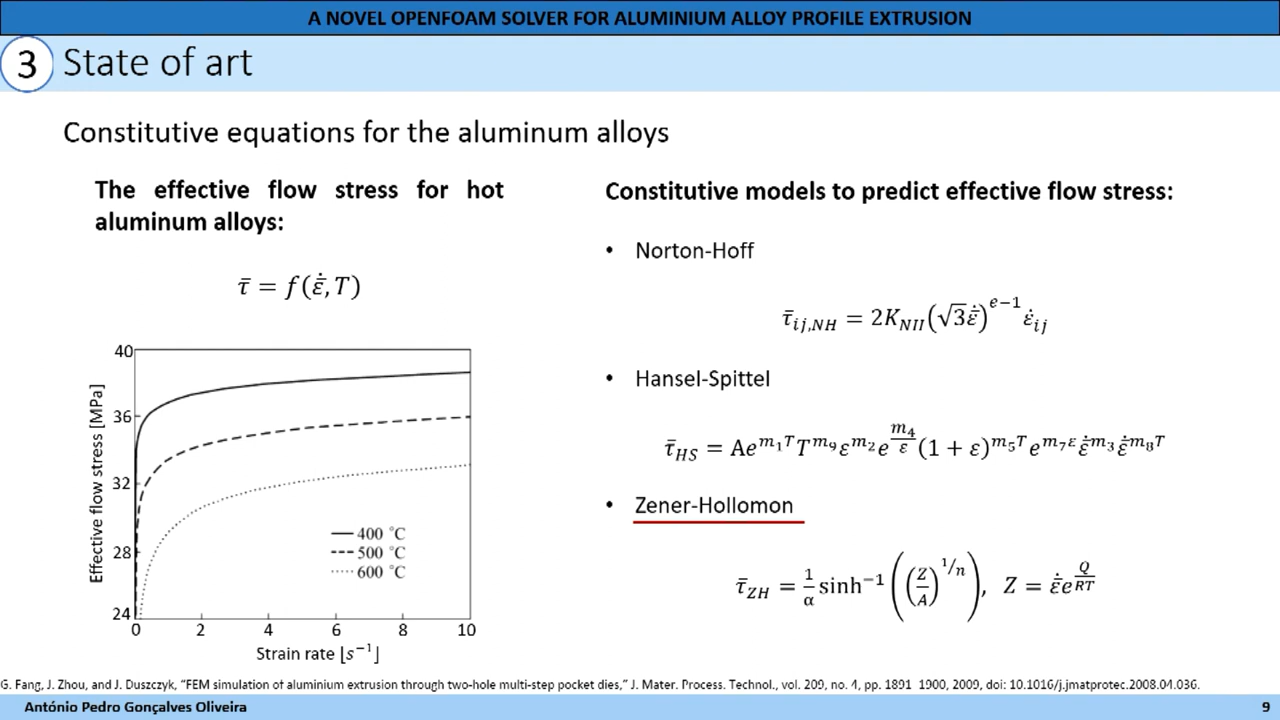 A NOVEL OPENFOAM SOLVER FOR ALUMINIUM ALLOY PROFILE EXTRUSION
3 State of art
Constitutive equations for the aluminum alloys
The effective flow stress for hot
aluminum alloys:
τ̄ = f(ε̄̇, T)
40
36
32
28
24
0 2 4 6 8 10
Effective flow stress [MPa]
Strain rate [s⁻¹]
400 °C
500 °C
600 °C
Constitutive models to predict effective flow stress:
• Norton-Hoff
τ̄_{ij,NH} = 2K_{NII}(√3ε̄̇)^{e−1} ε̇_{ij}
• Hansel-Spittel
τ̄_{HS} = Ae^{m₁T}T^{m₉}ε^{m₂}e^{m₄/ε}(1 + ε)^{m₅T}e^{m₇ε}ε̄̇^{m₃}ε̄̇^{m₈T}
• Zener-Hollomon
τ̄_{ZH} = 1/α sinh⁻¹((Z/A)^{1/n}), Z = ε̄̇e^{Q/RT}
G. Fang, J. Zhou, and J. Duszczyk, "FEM simulation of aluminium extrusion through two-hole multi-step pocket dies," J. Mater. Process. Technol., vol. 209, no. 4, pp. 1891 1900, 2009, doi: 10.1016/j.jmatprotec.2008.04.036.
António Pedro Gonçalves Oliveira
9